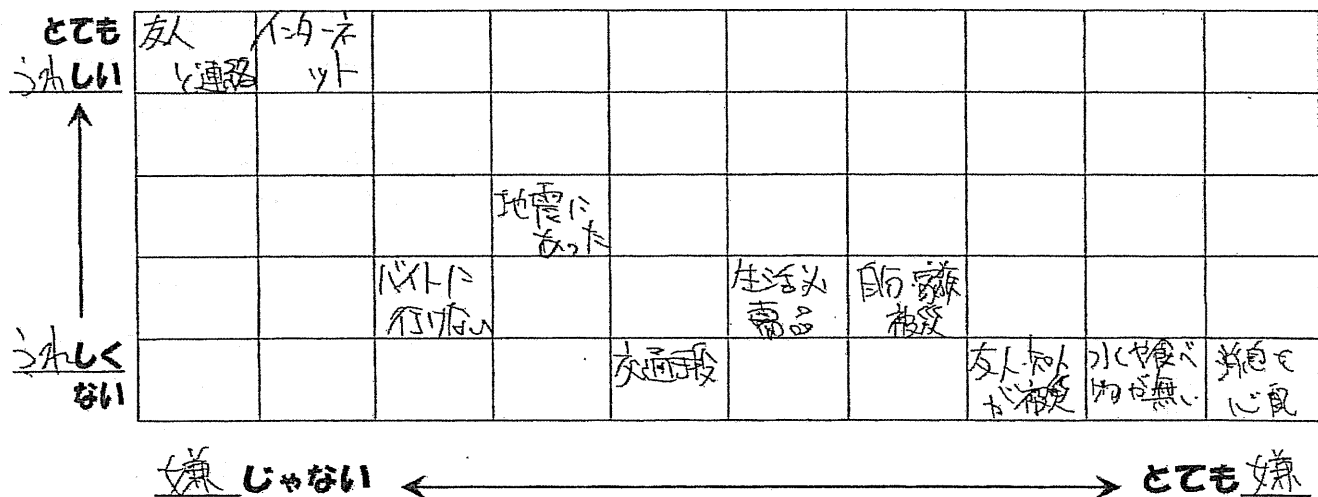 とても
うれしい
友人
と連絡
インターネ
ット
地震に
あった
バイトに
行けない
生活必
需品
自分・家族
被災
うれしく
ない
交通手段
友人・知人
が被災
水や食べ
物が無い
消息を
心配
嫌じゃない
とても嫌